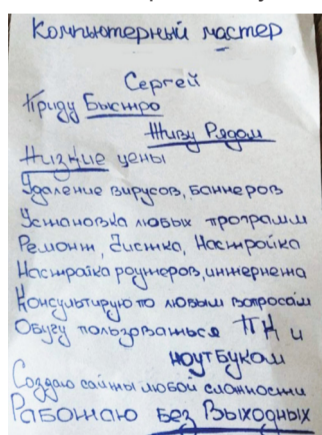 Компьютерный мастер
Сергей
Приду Быстро
Живу Рядом
Низкие цены
Удаление вирусов, баннеров
Установка любых программ
Ремонт, Чистка, Настройка
Настройка роутеров, интернета
Консультирую по любым вопросам
Обучу пользоваться ПК и
ноутбуком
Создаю сайты любой сложности
Работаю Без Выходных